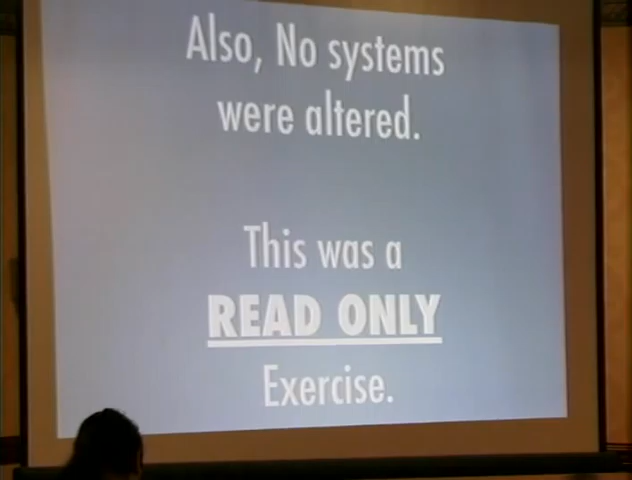 Also, No systems
were altered.
This was a
READ ONLY
Exercise.